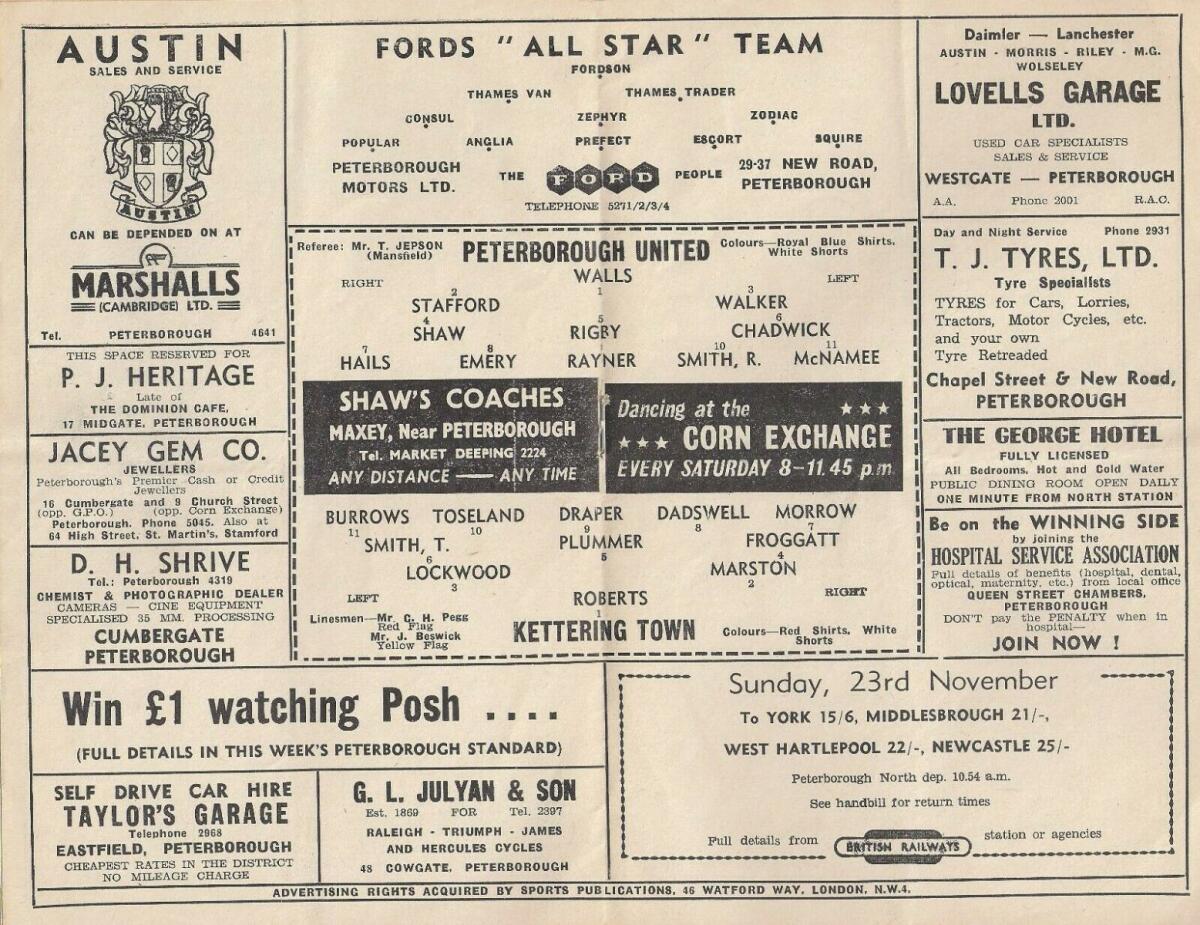 AUSTIN
SALES AND SERVICE
AUSTIN
CAN BE DEPENDED ON AT
MARSHALLS
(CAMBRIDGE) LTD.
Tel. PETERBOROUGH 4641
THIS SPACE RESERVED FOR
P. J. HERITAGE
Late of
THE DOMINION CAFE,
17 MIDGATE, PETERBOROUGH
JACEY GEM CO.
JEWELLERS
Peterborough's Premier Cash or Credit
Jewellers
16 Cumbergate and 9 Church Street
(opp. G.P.O.) (opp. Corn Exchange)
Peterborough. Phone 5045. Also at
64 High Street, St. Martin's, Stamford
D. H. SHRIVE
Tel.: Peterborough 4319
CHEMIST & PHOTOGRAPHIC DEALER
CAMERAS — CINE EQUIPMENT
SPECIALISED 35 MM. PROCESSING
CUMBERGATE
PETERBOROUGH
FORDS "ALL STAR" TEAM
FORDSON
THAMES VAN THAMES TRADER
CONSUL ZEPHYR ZODIAC
POPULAR ANGLIA PREFECT ESCORT SQUIRE
PETERBOROUGH
MOTORS LTD.
THE FORD PEOPLE
29-37 NEW ROAD,
PETERBOROUGH
TELEPHONE 5271/2/3/4
Referee: Mr. T. JEPSON
(Mansfield)
PETERBOROUGH UNITED
Colours—Royal Blue Shirts,
White Shorts
WALLS
RIGHT 1 LEFT
2 3
STAFFORD WALKER
4 5 6
SHAW RIGBY CHADWICK
7 8 10 11
HAILS EMERY RAYNER SMITH, R. McNAMEE
SHAW'S COACHES
MAXEY, Near PETERBOROUGH
Tel. MARKET DEEPING 2224
ANY DISTANCE — ANY TIME
Dancing at the ★ ★ ★
★ ★ ★ CORN EXCHANGE
EVERY SATURDAY 8-11.45 p.m
BURROWS TOSELAND DRAPER DADSWELL MORROW
11 10 9 8 7
SMITH, T. PLUMMER FROGGATT
6 5 4
LOCKWOOD MARSTON
3 2
LEFT ROBERTS RIGHT
1
Linesmen—Mr. C. H. Pegg
Red Flag
Mr. J. Beswick
Yellow Flag
KETTERING TOWN
Colours—Red Shirts, White
Shorts
Daimler — Lanchester
AUSTIN - MORRIS - RILEY - M.G.
WOLSELEY
LOVELLS GARAGE
LTD.
USED CAR SPECIALISTS
SALES & SERVICE
WESTGATE — PETERBOROUGH
A.A. Phone 2001 R.A.C.
Day and Night Service Phone 2931
T. J. TYRES, LTD.
Tyre Specialists
TYRES for Cars, Lorries,
Tractors, Motor Cycles, etc.
and your own
Tyre Retreaded
Chapel Street & New Road,
PETERBOROUGH
THE GEORGE HOTEL
FULLY LICENSED
All Bedrooms, Hot and Cold Water
PUBLIC DINING ROOM OPEN DAILY
ONE MINUTE FROM NORTH STATION
Be on the WINNING SIDE
by joining the
HOSPITAL SERVICE ASSOCIATION
Full details of benefits (hospital, dental,
optical, maternity, etc.) from local office
QUEEN STREET CHAMBERS,
PETERBOROUGH
DON'T pay the PENALTY when in
hospital—
JOIN NOW !
Win £1 watching Posh ....
(FULL DETAILS IN THIS WEEK'S PETERBOROUGH STANDARD)
SELF DRIVE CAR HIRE
TAYLOR'S GARAGE
Telephone 2968
EASTFIELD, PETERBOROUGH
CHEAPEST RATES IN THE DISTRICT
NO MILEAGE CHARGE
G. L. JULYAN & SON
Est. 1869 FOR Tel. 2397
RALEIGH - TRIUMPH - JAMES
AND HERCULES CYCLES
48 COWGATE, PETERBOROUGH
Sunday, 23rd November
To YORK 15/6, MIDDLESBROUGH 21/-,
WEST HARTLEPOOL 22/-, NEWCASTLE 25/-
Peterborough North dep. 10.54 a.m.
See handbill for return times
Full details from BRITISH RAILWAYS station or agencies
ADVERTISING RIGHTS ACQUIRED BY SPORTS PUBLICATIONS, 46 WATFORD WAY, LONDON, N.W.4.